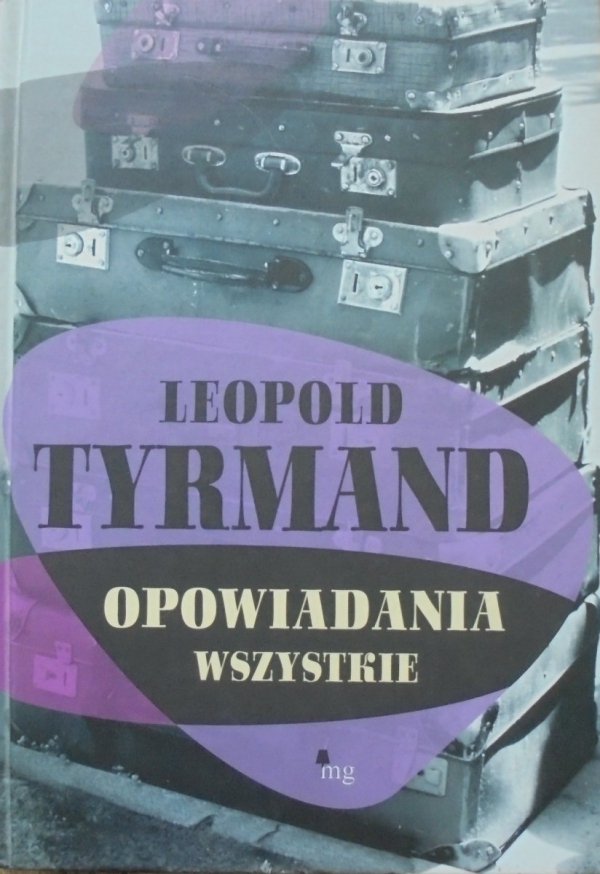 LEOPOLD
TYRMAND
OPOWIADANIA
WSZYSTKIE
mg